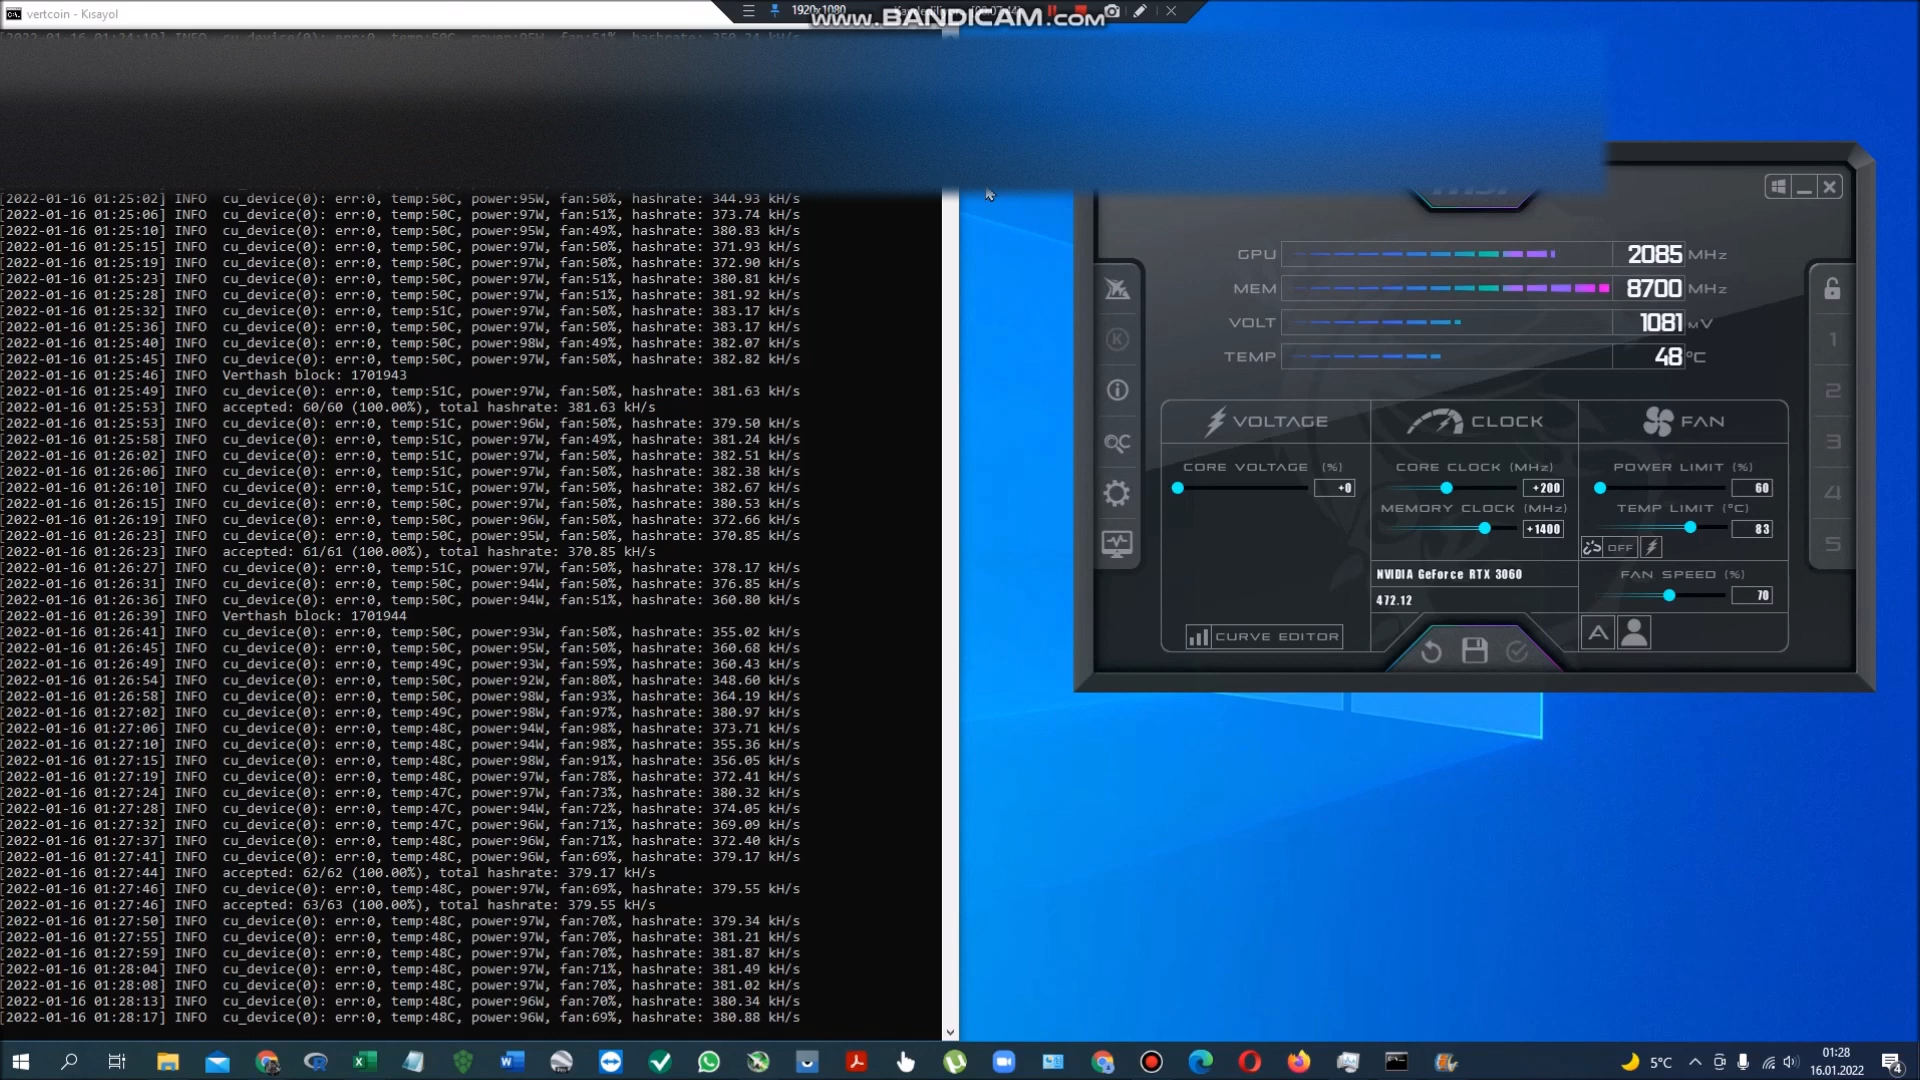 vertcoin - Kısayol
1920x1080
www.BANDICAM.com
[2022-01-16 01:25:02] INFO cu_device(0): err:0, temp:50C, power:95W, fan:50%, hashrate: 344.93 kH/s
[2022-01-16 01:25:06] INFO cu_device(0): err:0, temp:50C, power:97W, fan:51%, hashrate: 373.74 kH/s
[2022-01-16 01:25:10] INFO cu_device(0): err:0, temp:50C, power:95W, fan:49%, hashrate: 380.83 kH/s
[2022-01-16 01:25:15] INFO cu_device(0): err:0, temp:50C, power:97W, fan:50%, hashrate: 371.93 kH/s
[2022-01-16 01:25:19] INFO cu_device(0): err:0, temp:50C, power:97W, fan:50%, hashrate: 372.90 kH/s
[2022-01-16 01:25:23] INFO cu_device(0): err:0, temp:50C, power:97W, fan:51%, hashrate: 380.81 kH/s
[2022-01-16 01:25:28] INFO cu_device(0): err:0, temp:50C, power:97W, fan:51%, hashrate: 381.92 kH/s
[2022-01-16 01:25:32] INFO cu_device(0): err:0, temp:51C, power:97W, fan:50%, hashrate: 383.17 kH/s
[2022-01-16 01:25:36] INFO cu_device(0): err:0, temp:50C, power:97W, fan:50%, hashrate: 383.17 kH/s
[2022-01-16 01:25:40] INFO cu_device(0): err:0, temp:50C, power:98W, fan:49%, hashrate: 382.07 kH/s
[2022-01-16 01:25:45] INFO cu_device(0): err:0, temp:50C, power:97W, fan:50%, hashrate: 382.82 kH/s
[2022-01-16 01:25:46] INFO Verthash block: 1701943
[2022-01-16 01:25:49] INFO cu_device(0): err:0, temp:51C, power:97W, fan:50%, hashrate: 381.63 kH/s
[2022-01-16 01:25:53] INFO accepted: 60/60 (100.00%), total hashrate: 381.63 kH/s
[2022-01-16 01:25:53] INFO cu_device(0): err:0, temp:51C, power:96W, fan:50%, hashrate: 379.50 kH/s
[2022-01-16 01:25:58] INFO cu_device(0): err:0, temp:51C, power:97W, fan:49%, hashrate: 381.24 kH/s
[2022-01-16 01:26:02] INFO cu_device(0): err:0, temp:51C, power:97W, fan:50%, hashrate: 382.51 kH/s
[2022-01-16 01:26:06] INFO cu_device(0): err:0, temp:51C, power:97W, fan:50%, hashrate: 382.38 kH/s
[2022-01-16 01:26:10] INFO cu_device(0): err:0, temp:51C, power:97W, fan:50%, hashrate: 382.67 kH/s
[2022-01-16 01:26:15] INFO cu_device(0): err:0, temp:50C, power:97W, fan:50%, hashrate: 380.53 kH/s
[2022-01-16 01:26:19] INFO cu_device(0): err:0, temp:50C, power:96W, fan:50%, hashrate: 372.66 kH/s
[2022-01-16 01:26:23] INFO cu_device(0): err:0, temp:50C, power:95W, fan:50%, hashrate: 370.85 kH/s
[2022-01-16 01:26:23] INFO accepted: 61/61 (100.00%), total hashrate: 370.85 kH/s
[2022-01-16 01:26:27] INFO cu_device(0): err:0, temp:51C, power:97W, fan:50%, hashrate: 378.17 kH/s
[2022-01-16 01:26:31] INFO cu_device(0): err:0, temp:50C, power:94W, fan:50%, hashrate: 376.85 kH/s
[2022-01-16 01:26:36] INFO cu_device(0): err:0, temp:50C, power:94W, fan:51%, hashrate: 360.80 kH/s
[2022-01-16 01:26:39] INFO Verthash block: 1701944
[2022-01-16 01:26:41] INFO cu_device(0): err:0, temp:50C, power:93W, fan:50%, hashrate: 355.02 kH/s
[2022-01-16 01:26:45] INFO cu_device(0): err:0, temp:50C, power:95W, fan:50%, hashrate: 360.68 kH/s
[2022-01-16 01:26:49] INFO cu_device(0): err:0, temp:49C, power:93W, fan:59%, hashrate: 360.43 kH/s
[2022-01-16 01:26:54] INFO cu_device(0): err:0, temp:50C, power:92W, fan:80%, hashrate: 348.60 kH/s
[2022-01-16 01:26:58] INFO cu_device(0): err:0, temp:50C, power:98W, fan:93%, hashrate: 364.19 kH/s
[2022-01-16 01:27:02] INFO cu_device(0): err:0, temp:49C, power:98W, fan:97%, hashrate: 380.97 kH/s
[2022-01-16 01:27:06] INFO cu_device(0): err:0, temp:48C, power:94W, fan:98%, hashrate: 373.71 kH/s
[2022-01-16 01:27:10] INFO cu_device(0): err:0, temp:48C, power:94W, fan:98%, hashrate: 355.36 kH/s
[2022-01-16 01:27:15] INFO cu_device(0): err:0, temp:48C, power:98W, fan:91%, hashrate: 356.05 kH/s
[2022-01-16 01:27:19] INFO cu_device(0): err:0, temp:48C, power:97W, fan:78%, hashrate: 372.41 kH/s
[2022-01-16 01:27:24] INFO cu_device(0): err:0, temp:47C, power:97W, fan:73%, hashrate: 380.32 kH/s
[2022-01-16 01:27:28] INFO cu_device(0): err:0, temp:47C, power:94W, fan:72%, hashrate: 374.05 kH/s
[2022-01-16 01:27:32] INFO cu_device(0): err:0, temp:47C, power:96W, fan:71%, hashrate: 369.09 kH/s
[2022-01-16 01:27:37] INFO cu_device(0): err:0, temp:48C, power:96W, fan:71%, hashrate: 372.40 kH/s
[2022-01-16 01:27:41] INFO cu_device(0): err:0, temp:48C, power:96W, fan:69%, hashrate: 379.17 kH/s
[2022-01-16 01:27:44] INFO accepted: 62/62 (100.00%), total hashrate: 379.17 kH/s
[2022-01-16 01:27:46] INFO cu_device(0): err:0, temp:48C, power:97W, fan:69%, hashrate: 379.55 kH/s
[2022-01-16 01:27:46] INFO accepted: 63/63 (100.00%), total hashrate: 379.55 kH/s
[2022-01-16 01:27:50] INFO cu_device(0): err:0, temp:48C, power:97W, fan:70%, hashrate: 379.34 kH/s
[2022-01-16 01:27:55] INFO cu_device(0): err:0, temp:48C, power:97W, fan:70%, hashrate: 381.21 kH/s
[2022-01-16 01:27:59] INFO cu_device(0): err:0, temp:48C, power:97W, fan:70%, hashrate: 381.87 kH/s
[2022-01-16 01:28:04] INFO cu_device(0): err:0, temp:48C, power:97W, fan:71%, hashrate: 381.49 kH/s
[2022-01-16 01:28:08] INFO cu_device(0): err:0, temp:48C, power:97W, fan:70%, hashrate: 381.02 kH/s
[2022-01-16 01:28:13] INFO cu_device(0): err:0, temp:48C, power:96W, fan:70%, hashrate: 380.34 kH/s
[2022-01-16 01:28:17] INFO cu_device(0): err:0, temp:48C, power:96W, fan:69%, hashrate: 380.88 kH/s
GPU 2085 MHz
MEM 8700 MHz
VOLT 1081 mV
TEMP 48 °C
K
1
2
3
4
5
VOLTAGE
CORE VOLTAGE (%)
+0
CURVE EDITOR
CLOCK
CORE CLOCK (MHz)
+200
MEMORY CLOCK (MHz)
+1400
NVIDIA GeForce RTX 3060
472.12
FAN
POWER LIMIT (%)
60
TEMP LIMIT (°C)
83
OFF
FAN SPEED (%)
70
A
5°C
01:28
16.01.2022
4